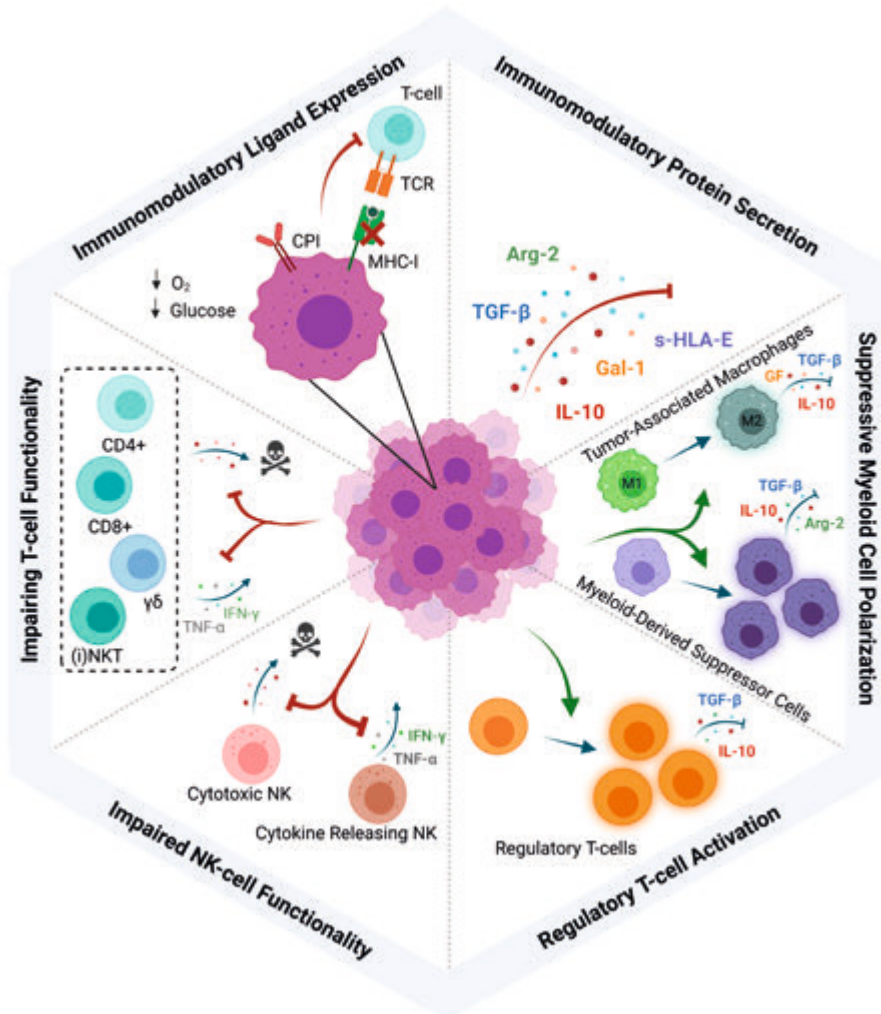 Immunomodulatory Ligand Expression
T-cell
TCR
CPI
MHC-I
↓ O₂
↓ Glucose
Immunomodulatory Protein Secretion
Arg-2
TGF-β
s-HLA-E
Gal-1
IL-10
Suppressive Myeloid Cell Polarization
Tumor-Associated Macrophages
M1
M2
GF
TGF-β
IL-10
TGF-β
IL-10
Arg-2
Myeloid-Derived Suppressor Cells
Regulatory T-cell Activation
TGF-β
IL-10
Regulatory T-cells
Impaired NK-cell Functionality
IFN-γ
TNF-α
Cytotoxic NK
Cytokine Releasing NK
Impairing T-cell Functionality
CD4+
CD8+
γδ
(i)NKT
IFN-γ
TNF-α